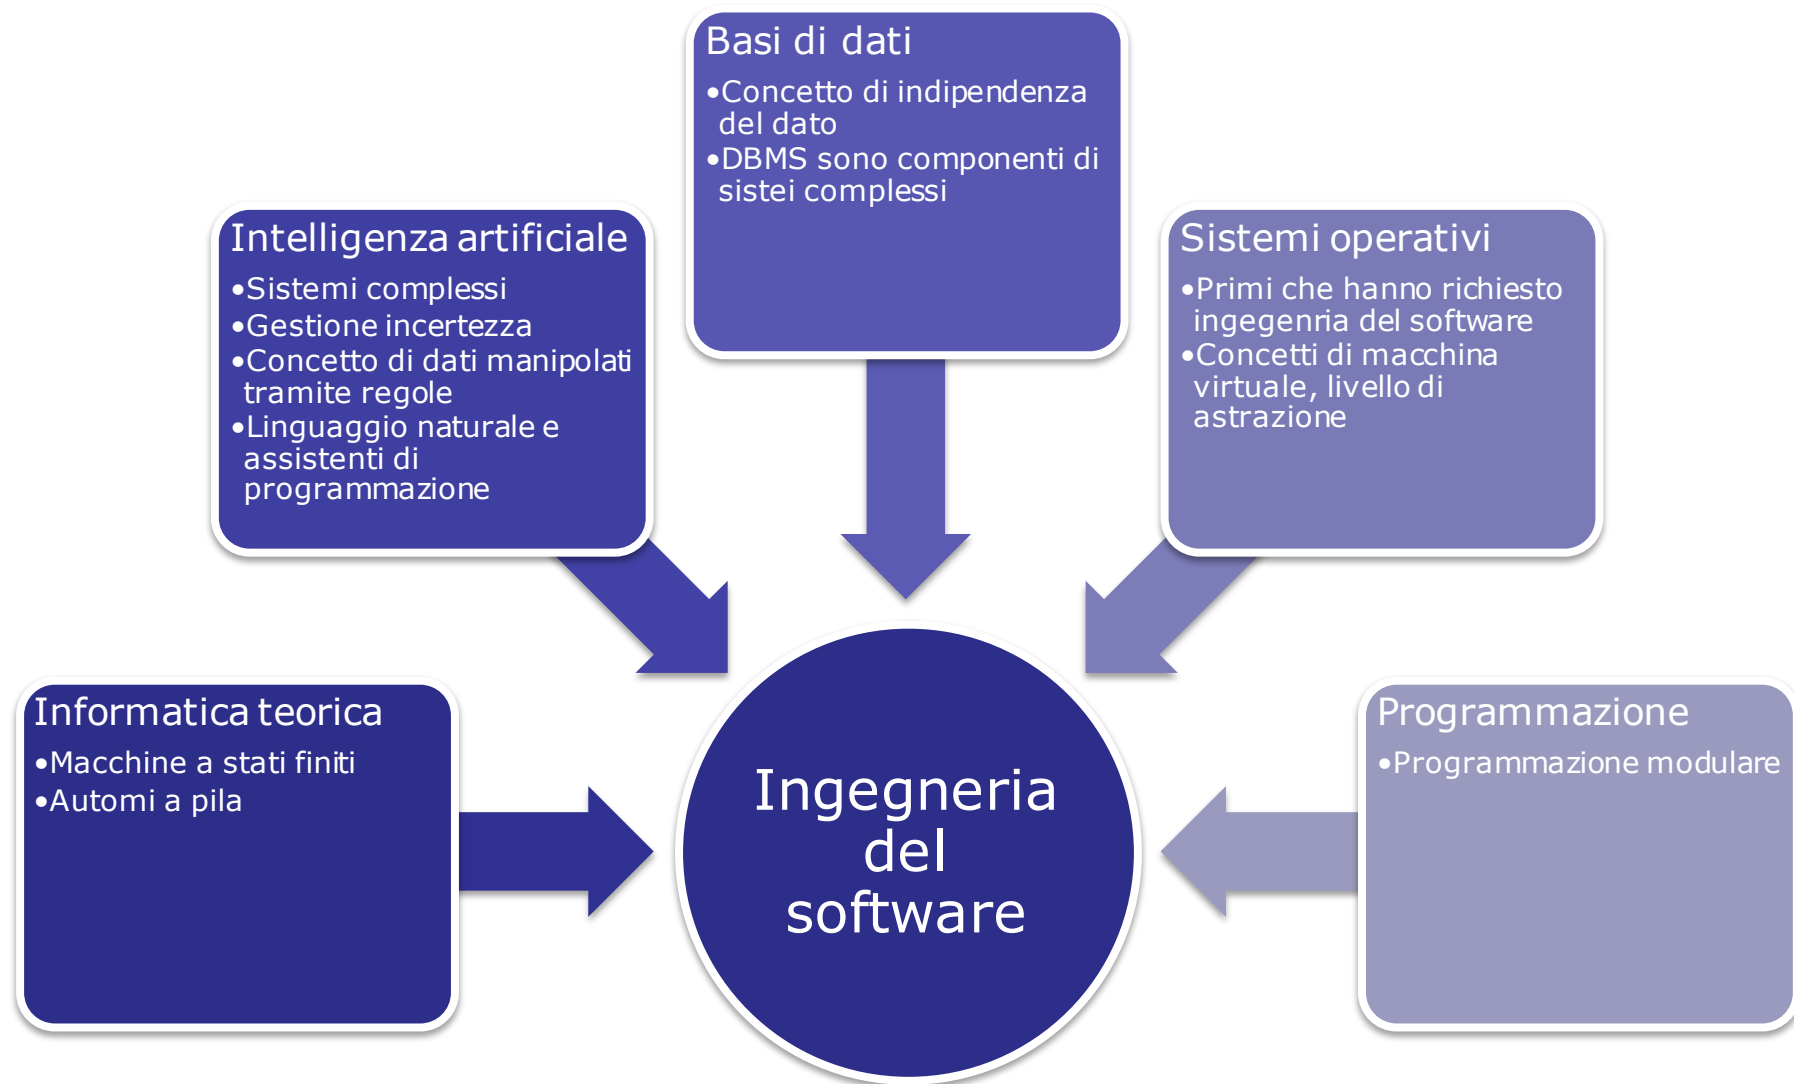 Basi di dati
•Concetto di indipendenza
del dato
•DBMS sono componenti di
sistei complessi
Intelligenza artificiale
•Sistemi complessi
•Gestione incertezza
•Concetto di dati manipolati
tramite regole
•Linguaggio naturale e
assistenti di
programmazione
Sistemi operativi
•Primi che hanno richiesto
ingegenria del software
•Concetti di macchina
virtuale, livello di
astrazione
Informatica teorica
•Macchine a stati finiti
•Automi a pila
Ingegneria
del
software
Programmazione
•Programmazione modulare